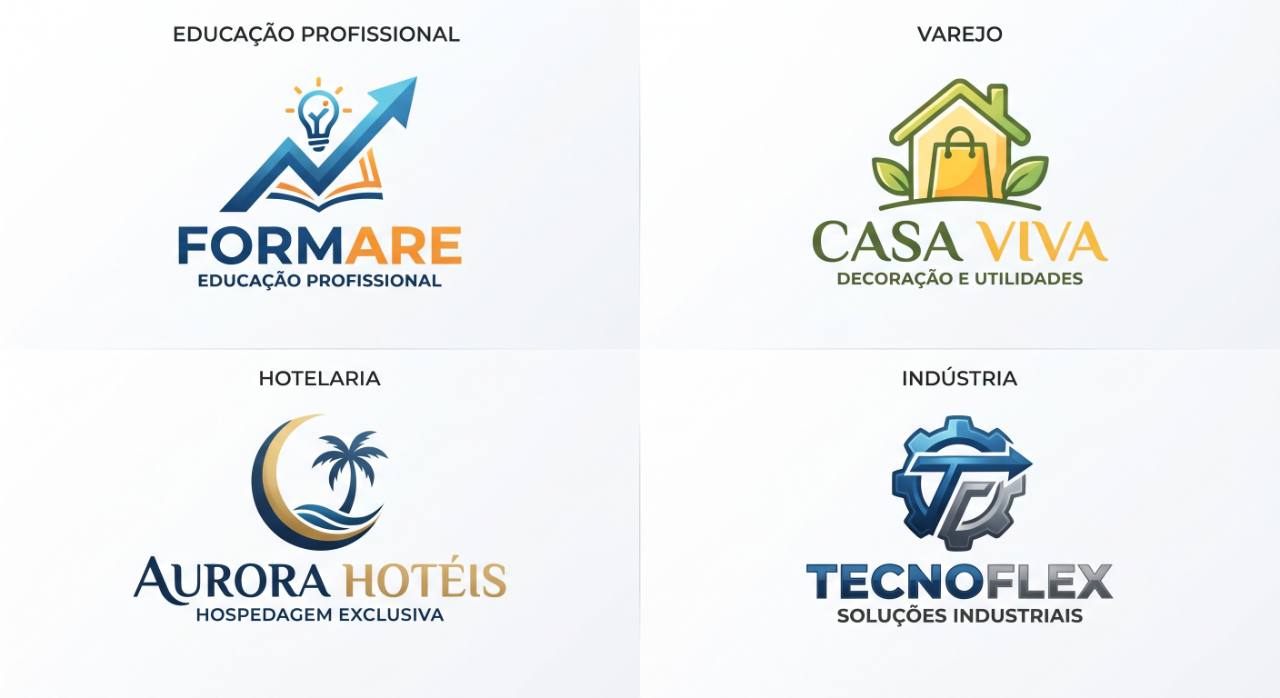 EDUCAÇÃO PROFISSIONAL
FORMARE
EDUCAÇÃO PROFISSIONAL
VAREJO
CASA VIVA
DECORAÇÃO E UTILIDADES
HOTELARIA
AURORA HOTÉIS
HOSPEDAGEM EXCLUSIVA
INDÚSTRIA
TECNOFLEX
SOLUÇÕES INDUSTRIAIS